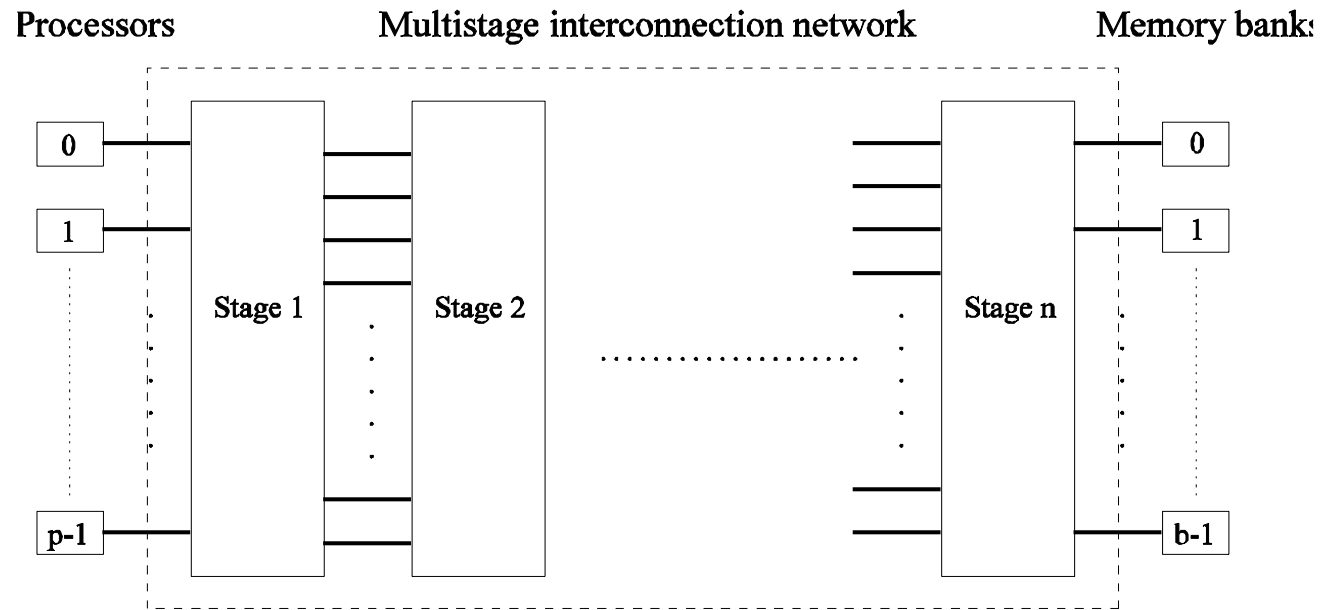 Processors
Multistage interconnection network
Memory banks
0
1
p-1
Stage 1
Stage 2
Stage n
0
1
b-1